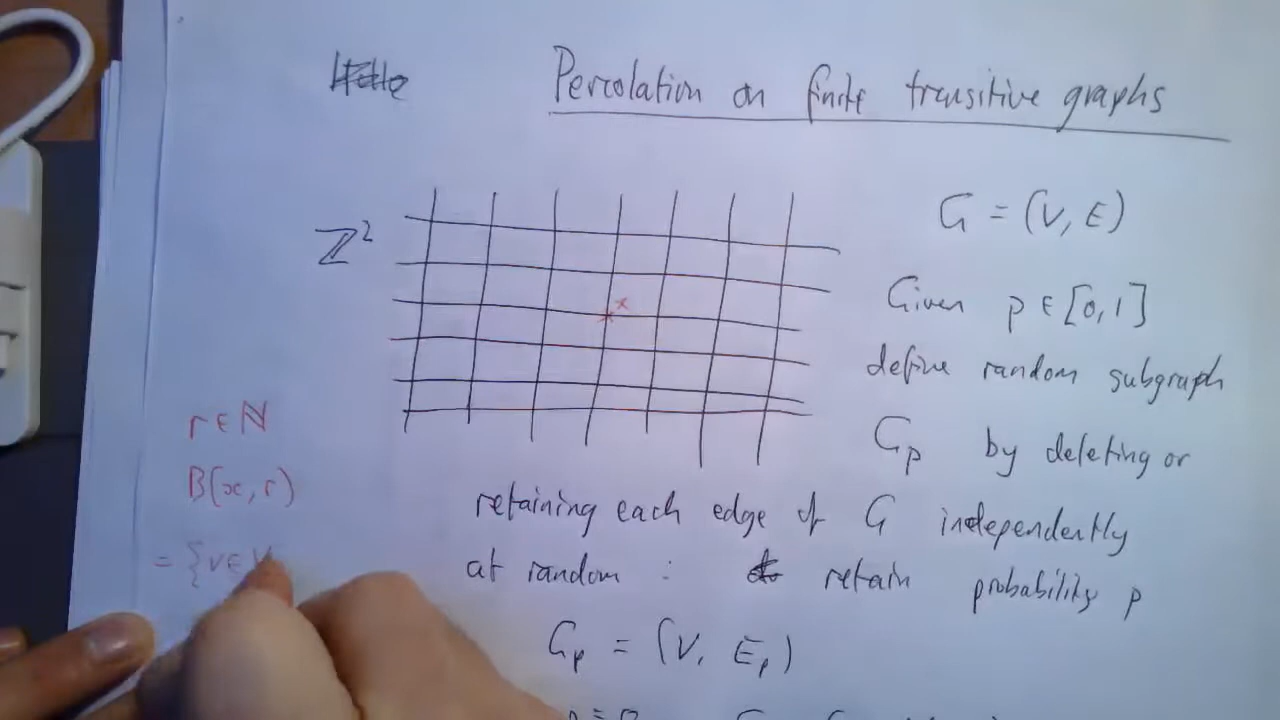 Hello
Percolation on finite transitive graphs
ℤ²
G = (V, E)
x
Given p ∈ [0,1]
define random subgraph
r ∈ ℕ
G_p by deleting or
B(x, r)
retaining each edge of G independently
= {v ∈ V
at random : retain probability p
G_p = (V, E_p)